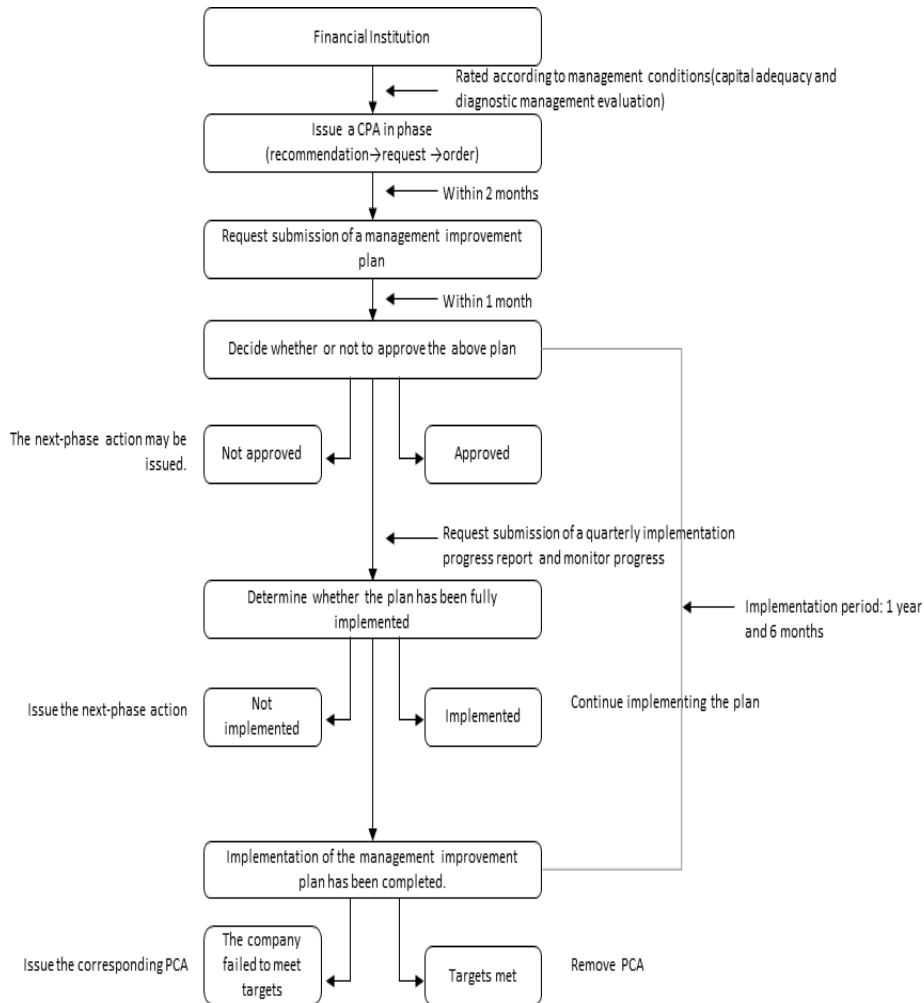 Financial Institution
Rated according to management conditions(capital adequacy and
diagnostic management evaluation)
Issue a CPA in phase
(recommendation→request →order)
Within 2 months
Request submission of a management improvement
plan
Within 1 month
Decide whether or not to approve the above plan
The next-phase action may be
issued.
Not approved
Approved
Request submission of a quarterly implementation
progress report and monitor progress
Determine whether the plan has been fully
implemented
Implementation period: 1 year
and 6 months
Issue the next-phase action
Not
implemented
Implemented
Continue implementing the plan
Implementation of the management improvement
plan has been completed.
Issue the corresponding PCA
The company
failed to meet
targets
Targets met
Remove PCA